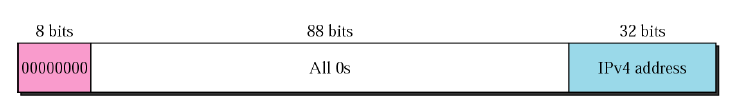 8 bits 88 bits 32 bits
00000000 All 0s IPv4 address